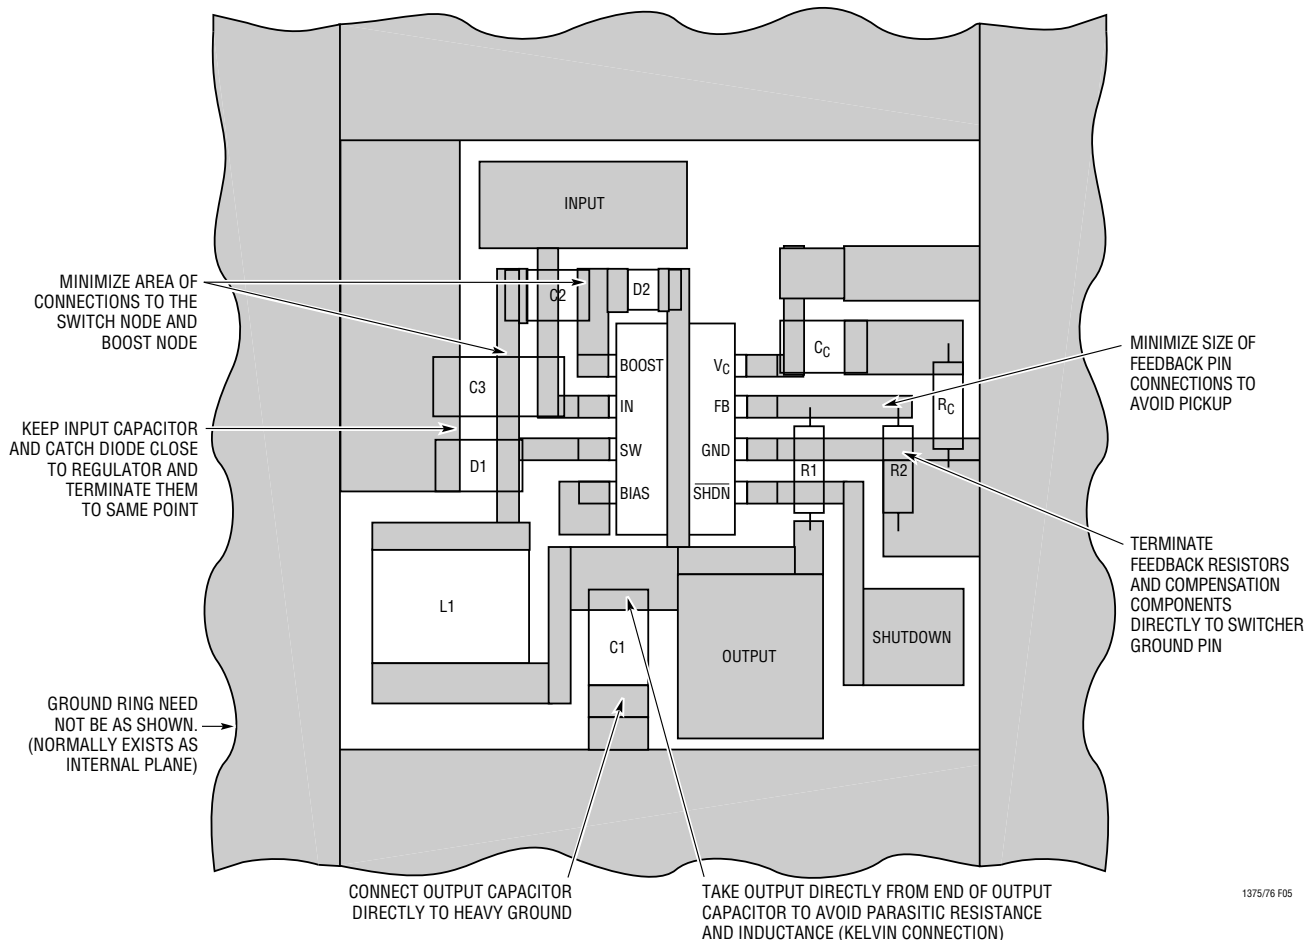 INPUT
MINIMIZE AREA OF
CONNECTIONS TO THE
SWITCH NODE AND
BOOST NODE
C2
D2
BOOST
IN
SW
BIAS
VC
FB
GND
SHDN
CC
RC
C3
D1
R1
R2
MINIMIZE SIZE OF
FEEDBACK PIN
CONNECTIONS TO
AVOID PICKUP
KEEP INPUT CAPACITOR
AND CATCH DIODE CLOSE
TO REGULATOR AND
TERMINATE THEM
TO SAME POINT
TERMINATE
FEEDBACK RESISTORS
AND COMPENSATION
COMPONENTS
DIRECTLY TO SWITCHER
GROUND PIN
L1
C1
OUTPUT
SHUTDOWN
GROUND RING NEED
NOT BE AS SHOWN.
(NORMALLY EXISTS AS
INTERNAL PLANE)
CONNECT OUTPUT CAPACITOR
DIRECTLY TO HEAVY GROUND
TAKE OUTPUT DIRECTLY FROM END OF OUTPUT
CAPACITOR TO AVOID PARASITIC RESISTANCE
AND INDUCTANCE (KELVIN CONNECTION)
1375/76 F05